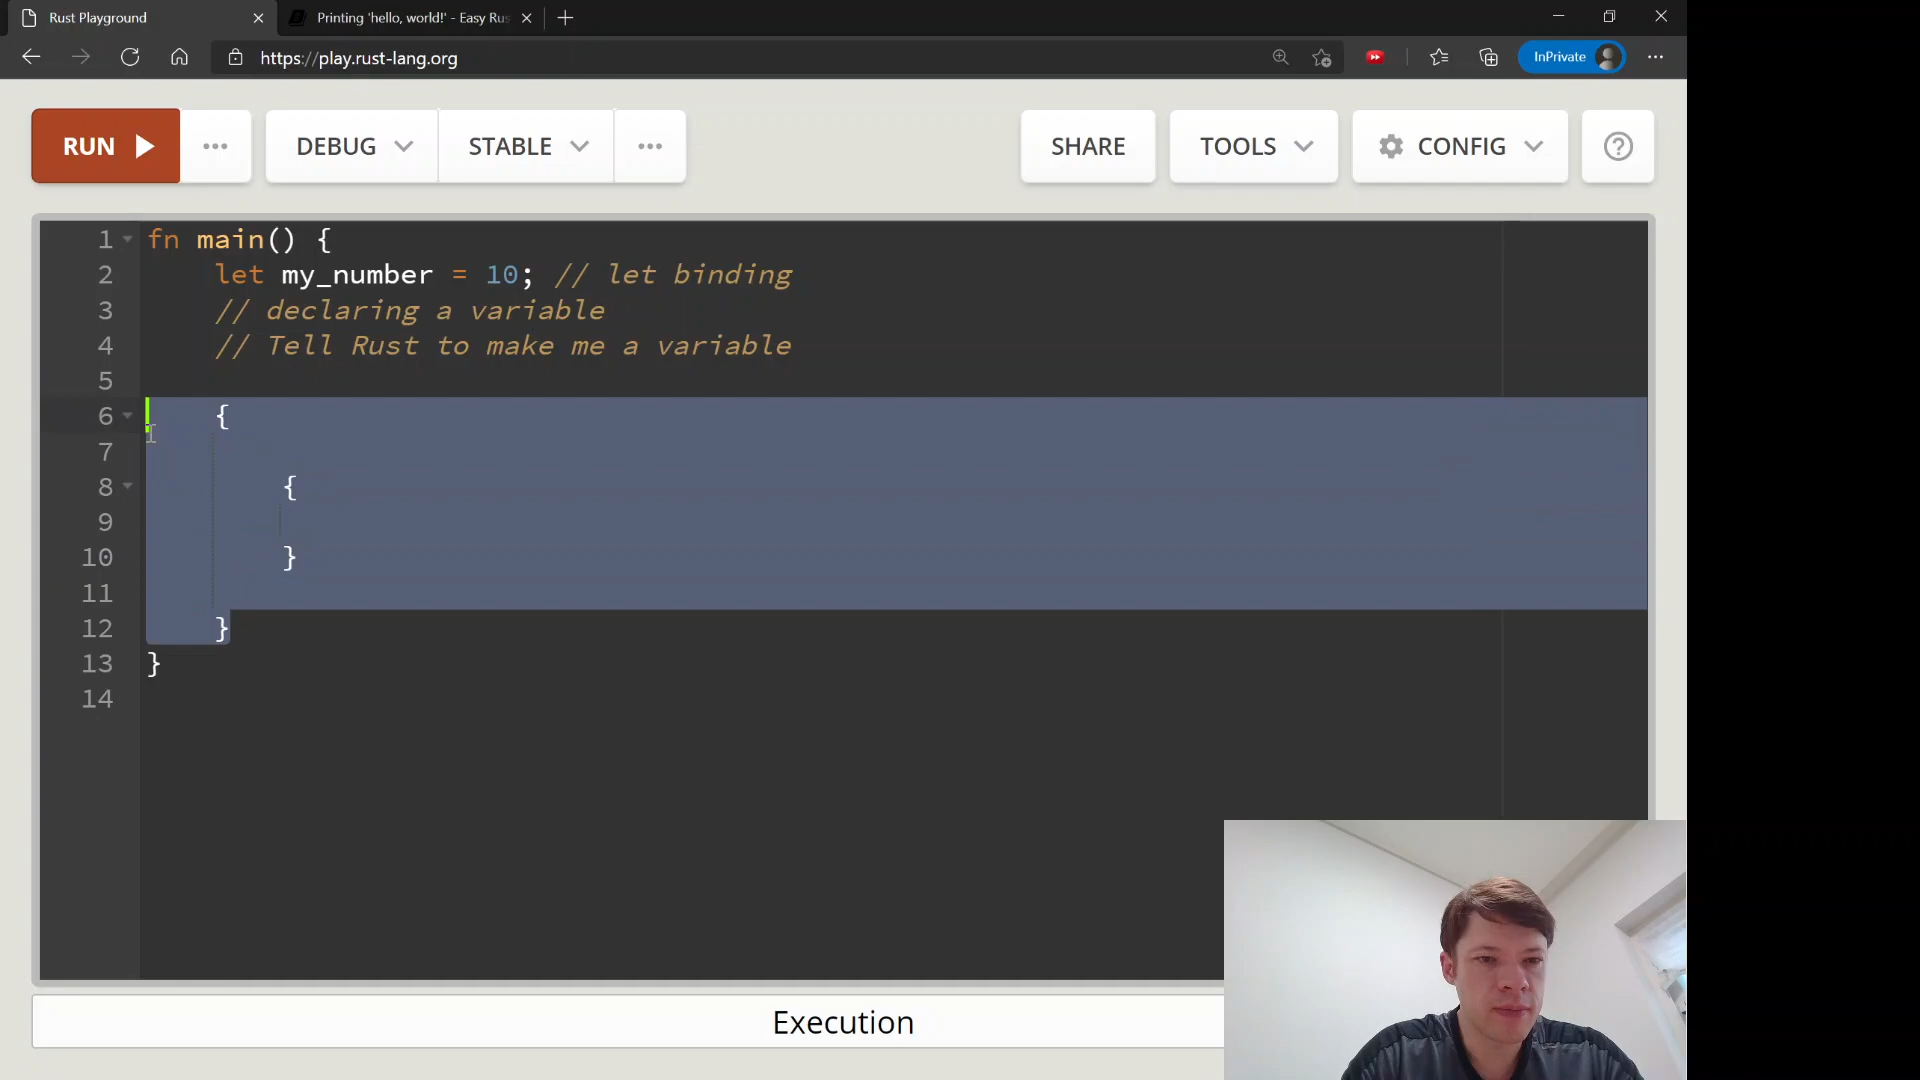 Rust Playground
Printing 'hello, world!' - Easy Rus
https://play.rust-lang.org
InPrivate
RUN
DEBUG
STABLE
SHARE
TOOLS
CONFIG
1 fn main() {
2 let my_number = 10; // let binding
3 // declaring a variable
4 // Tell Rust to make me a variable
5
6 {
7
8 {
9
10 }
11
12 }
13 }
14
Execution